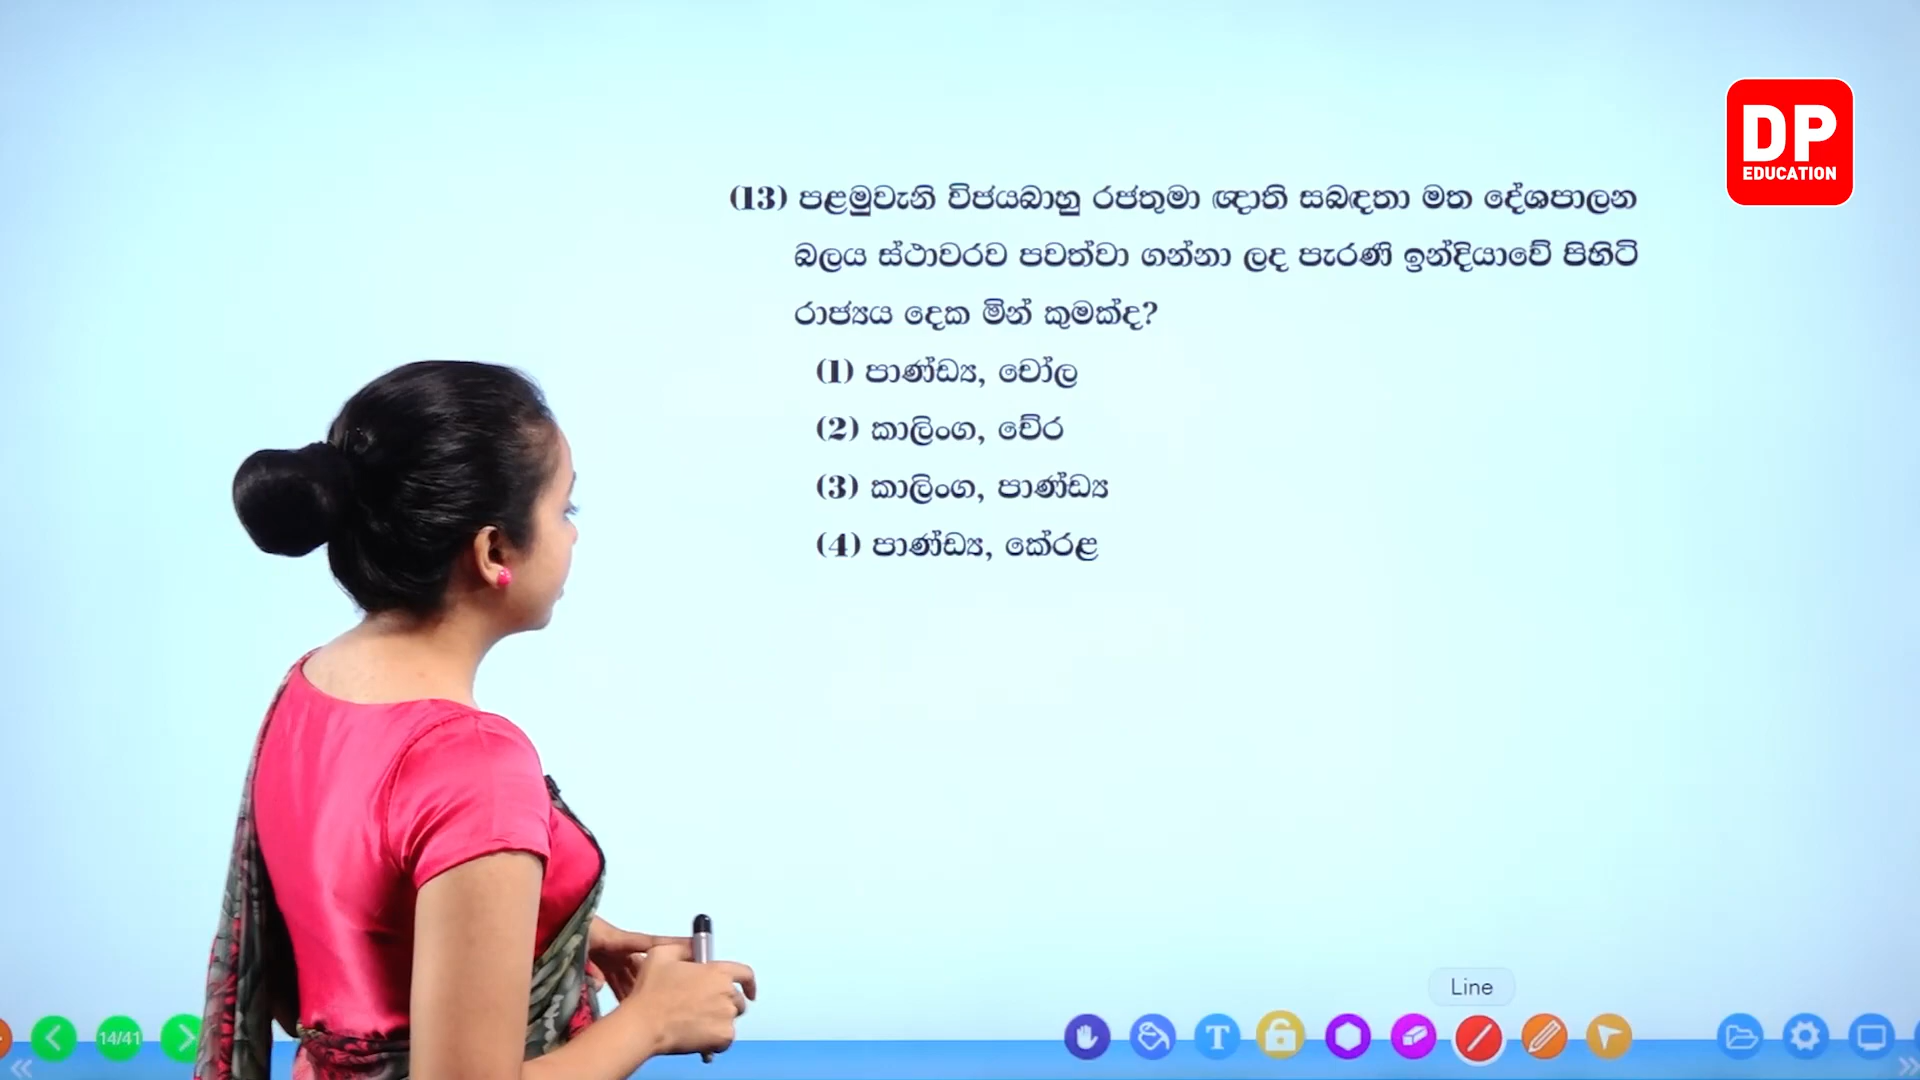 DP
EDUCATION
(13) පළමුවැනි විජයබාහු රජතුමා ඥාති සබඳතා මත දේශපාලන
බලය ස්ථාවරව පවත්වා ගන්නා ලද පැරණි ඉන්දියාවේ පිහිටි
රාජ්‍යය දෙක මින් කුමක්ද?
(1) පාණ්ඩ්‍ය, චෝල
(2) කාලිංග, චේර
(3) කාලිංග, පාණ්ඩ්‍ය
(4) පාණ්ඩ්‍ය, කේරළ
Line
14/41
T